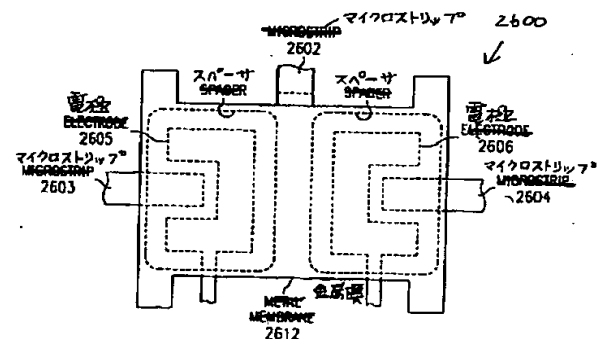 マイクロストリップ
MICROSTRIP
2602
2600
スペーサ
SPACER
スペーサ
SPACER
電極
ELECTRODE
2605
電極
ELECTRODE
2606
マイクロストリップ
MICROSTRIP
2603
マイクロストリップ
MICROSTRIP
2604
金属膜
METAL
MEMBRANE
2612